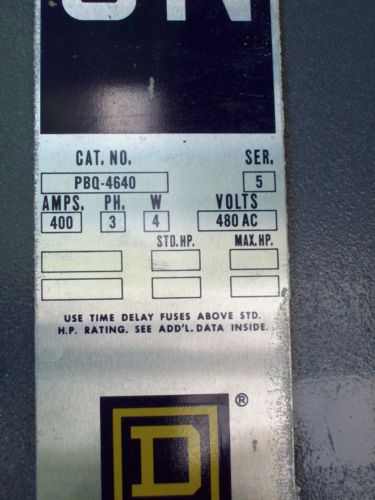 ON
CAT. NO. SER.
PBQ-4640 5
AMPS. PH. W VOLTS
400 3 4 480 AC
STD. HP. MAX. HP.
USE TIME DELAY FUSES ABOVE STD.
H.P. RATING. SEE ADD'L. DATA INSIDE.
D ®